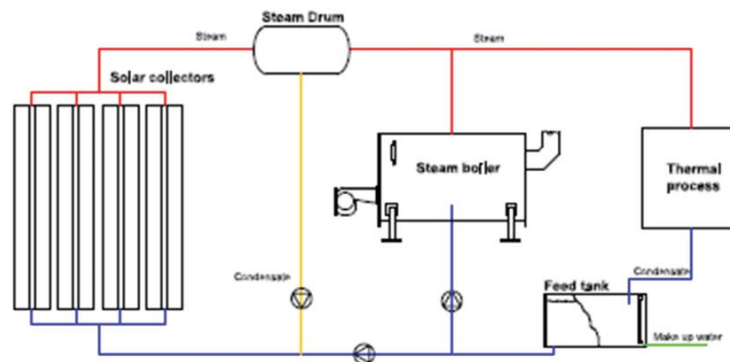 Steam Drum
Steam
Steam
Solar collectors
Steam boiler
Thermal
process
Condensate
Condensate
Feed tank
Make up water